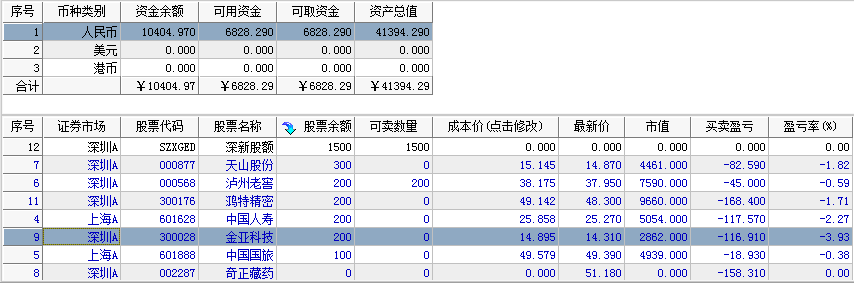 序号 币种类别 资金余额 可用资金 可取资金 资产总值
1 人民币 10404.970 6828.290 6828.290 41394.290
2 美元 0.000 0.000 0.000 0.000
3 港币 0.000 0.000 0.000 0.000
合计 ￥10404.97 ￥6828.29 ￥6828.29 ￥41394.29
序号 证券市场 股票代码 股票名称 股票余额 可卖数量 成本价(点击修改) 最新价 市值 买卖盈亏 盈亏率(%)
12 深圳A SZXGED 深新股额 1500 1500 0.000 0.000 0.000 0.000 0.00
7 深圳A 000877 天山股份 300 0 15.145 14.870 4461.000 -82.590 -1.82
6 深圳A 000568 泸州老窖 200 200 38.175 37.950 7590.000 -45.000 -0.59
11 深圳A 300176 鸿特精密 200 0 49.142 48.300 9660.000 -168.400 -1.71
4 上海A 601628 中国人寿 200 0 25.858 25.270 5054.000 -117.570 -2.27
9 深圳A 300028 金亚科技 200 0 14.895 14.310 2862.000 -116.910 -3.93
5 上海A 601888 中国国旅 100 0 49.579 49.390 4939.000 -18.930 -0.38
8 深圳A 002287 奇正藏药 0 0 0.000 51.180 0.000 -158.310 0.00